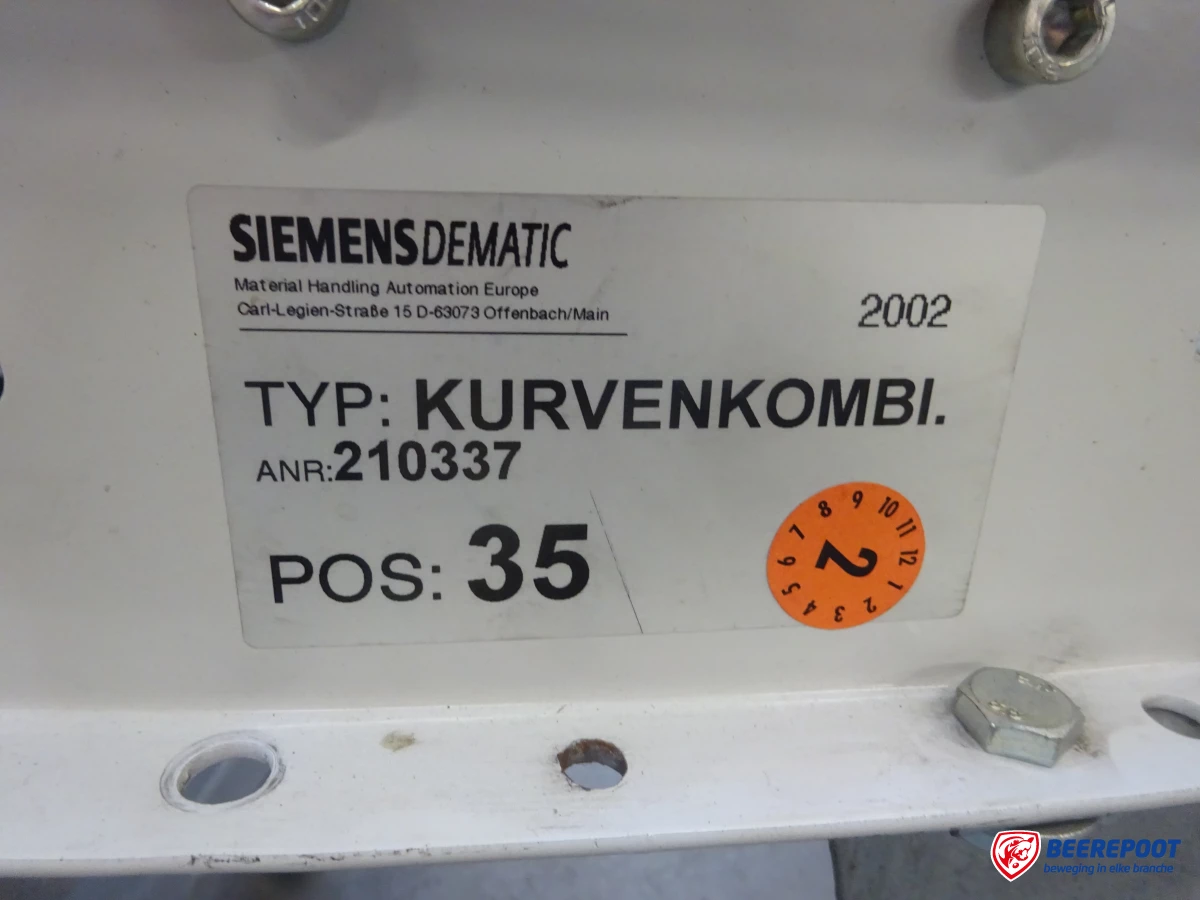 SIEMENS DEMATIC
Material Handling Automation Europe
Carl-Legien-Straße 15 D-63073 Offenbach/Main
2002
TYP: KURVENKOMBI.
ANR:210337
POS: 35
1 2 3 4 5 6 7 8 9 10 11 12
2
BEEREPOOT
beweging in elke branche